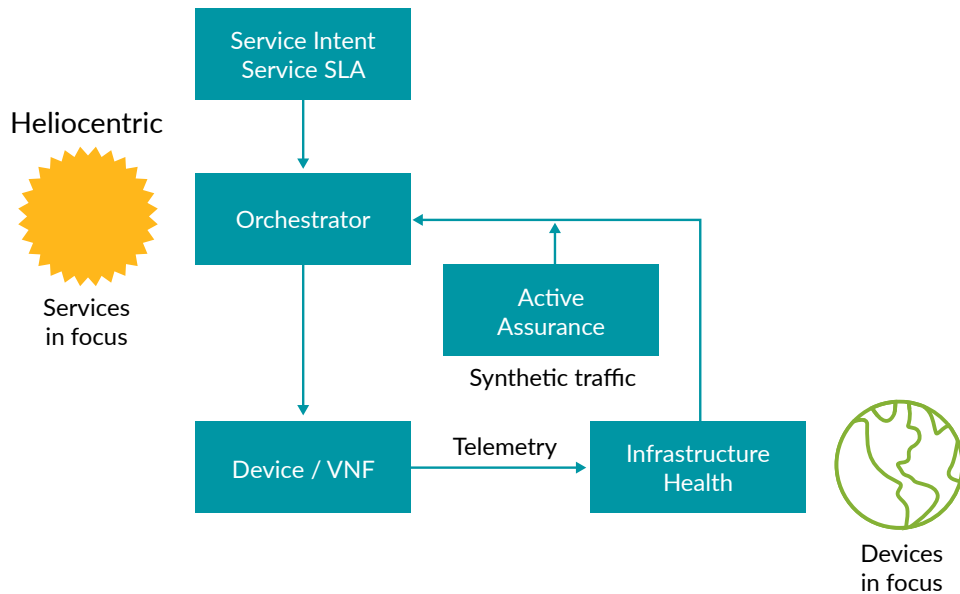 Service Intent
Service SLA
Heliocentric
Orchestrator
Services
in focus
Active
Assurance
Synthetic traffic
Device / VNF
Telemetry
Infrastructure
Health
Devices
in focus